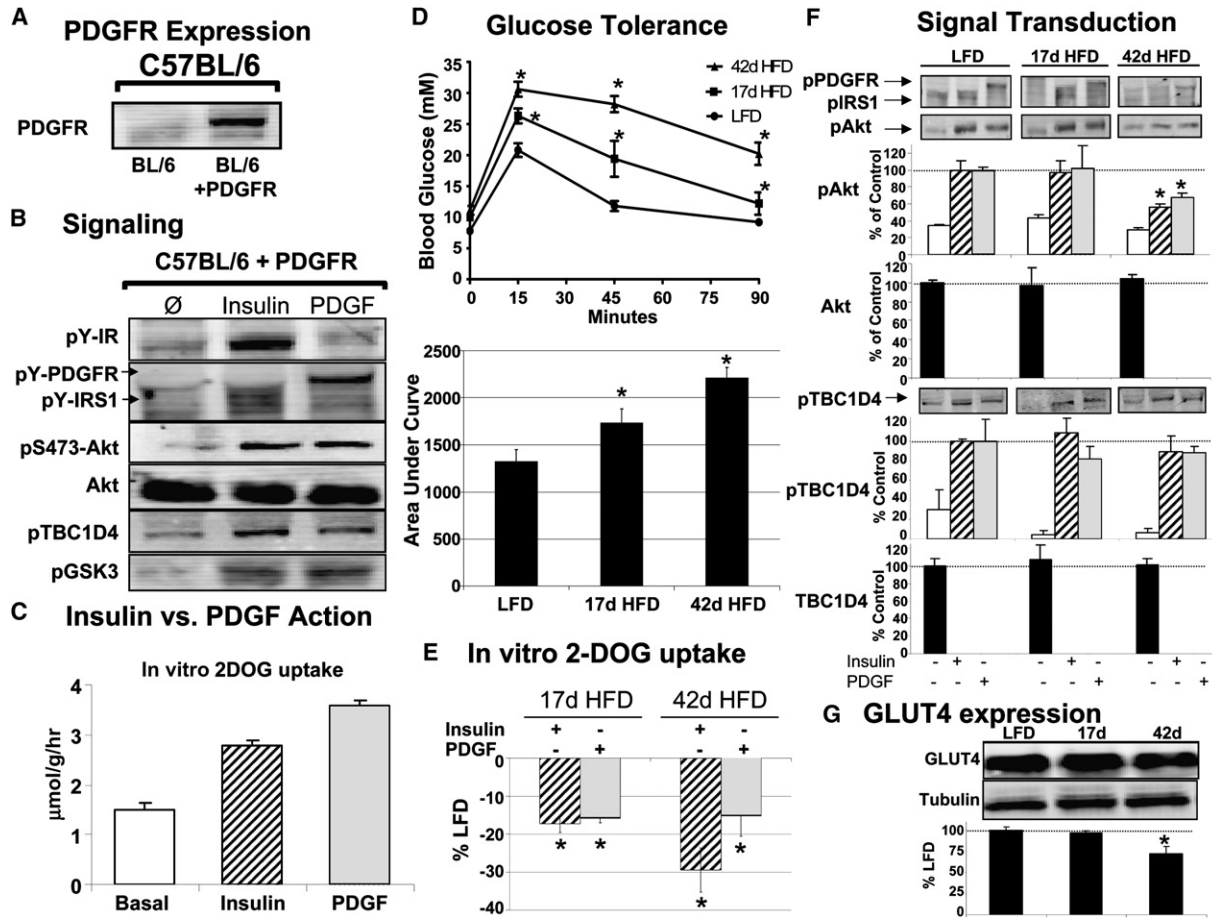 A
PDGFR Expression
C57BL/6
PDGFR
BL/6
BL/6
+PDGFR
B
Signaling
C57BL/6 + PDGFR
Ø Insulin PDGF
pY-IR
pY-PDGFR
pY-IRS1
pS473-Akt
Akt
pTBC1D4
pGSK3
C
Insulin vs. PDGF Action
In vitro 2DOG uptake
µmol/g/hr
4
3
2
1
0
Basal Insulin PDGF
D
Glucose Tolerance
Blood Glucose (mM)
35
30
25
20
15
10
5
0
0 15 30 45 60 75 90
Minutes
42d HFD
17d HFD
LFD
* * *
* * *
Area Under Curve
2500
2000
1500
1000
500
0
* *
LFD 17d HFD 42d HFD
E
In vitro 2-DOG uptake
17d HFD 42d HFD
Insulin + - + -
PDGF - + - +
% LFD
0
-10
-20
-30
-40
* * * *
F
Signal Transduction
LFD 17d HFD 42d HFD
pPDGFR
pIRS1
pAkt
pAkt
% of Control
120
100
80
60
40
20
0
* *
Akt
% of Control
120
100
80
60
40
20
0
pTBC1D4
pTBC1D4
% Control
120
100
80
60
40
20
0
TBC1D4
% Control
120
100
80
60
40
20
0
Insulin - + - - + - - + -
PDGF - - + - - + - - +
G
GLUT4 expression
LFD 17d 42d
GLUT4
Tubulin
% LFD
100
75
50
25
0
*